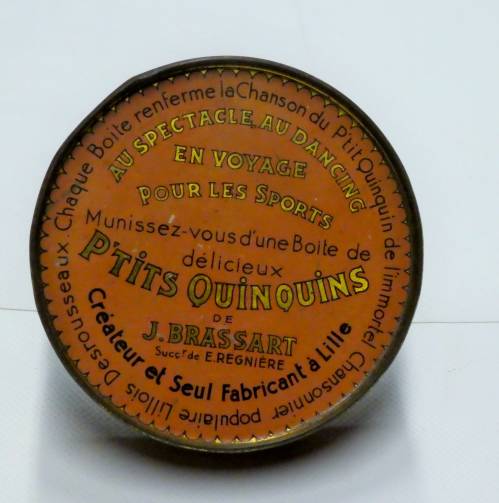 Chaque Boite renferme la Chanson du P'tit Quinquin de l'immortel Chansonnier populaire Lillois Desrousseaux
AU SPECTACLE, AU DANCING
EN VOYAGE
POUR LES SPORTS
Munissez-vous d'une Boite de
délicieux
P'TITS QUINQUINS
DE
J. BRASSART
Succr de E. REGNIÈRE
Créateur et Seul Fabricant à Lille